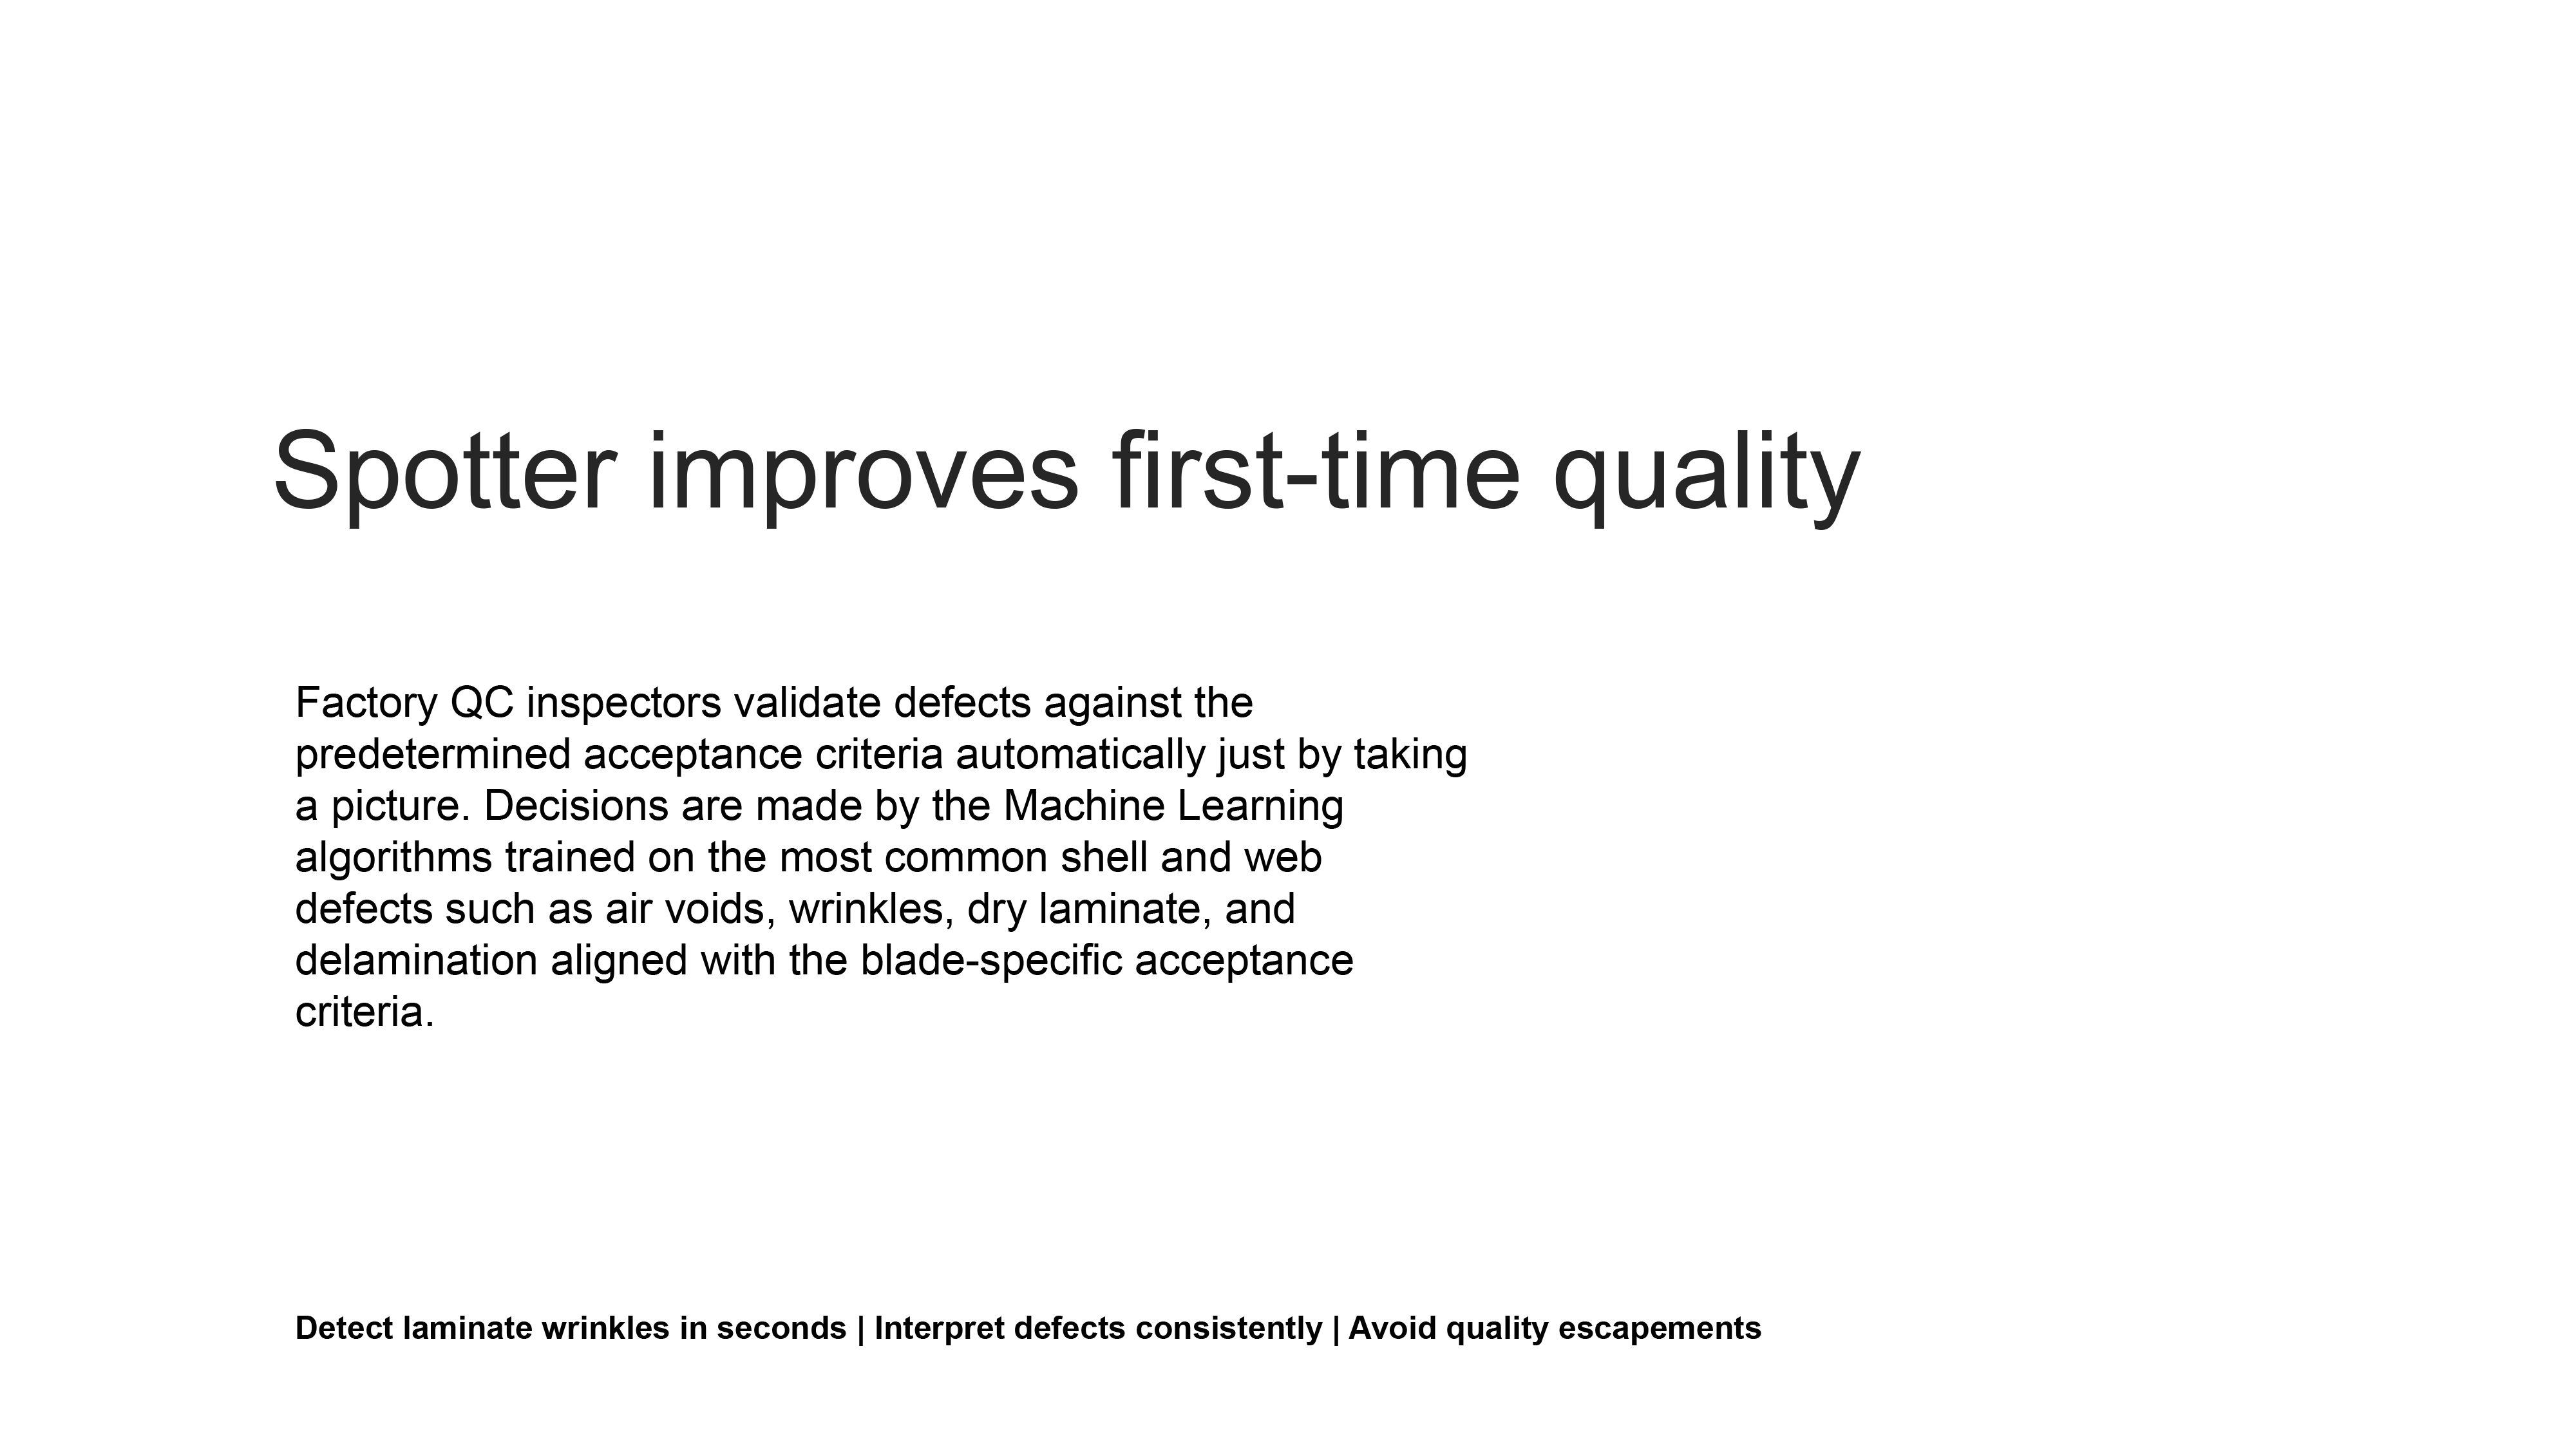 Spotter improves first-time quality
Factory QC inspectors validate defects against the
predetermined acceptance criteria automatically just by taking
a picture. Decisions are made by the Machine Learning
algorithms trained on the most common shell and web
defects such as air voids, wrinkles, dry laminate, and
delamination aligned with the blade-specific acceptance
criteria.
Detect laminate wrinkles in seconds | Interpret defects consistently | Avoid quality escapements